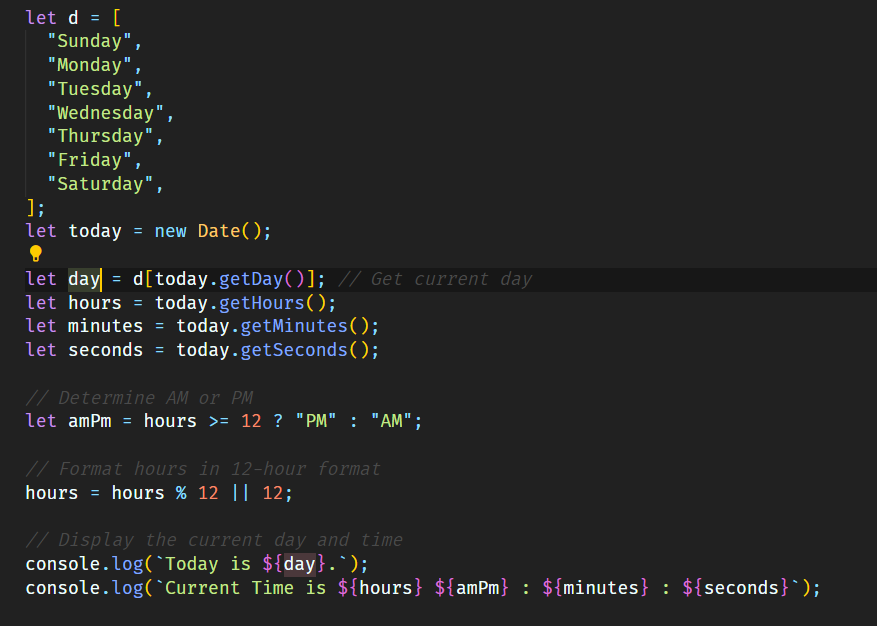 let d = [
  "Sunday",
  "Monday",
  "Tuesday",
  "Wednesday",
  "Thursday",
  "Friday",
  "Saturday",
];
let today = new Date();
let day = d[today.getDay()]; // Get current day
let hours = today.getHours();
let minutes = today.getMinutes();
let seconds = today.getSeconds();
// Determine AM or PM
let amPm = hours >= 12 ? "PM" : "AM";
// Format hours in 12-hour format
hours = hours % 12 || 12;
// Display the current day and time
console.log(`Today is ${day}.`);
console.log(`Current Time is ${hours} ${amPm} : ${minutes} : ${seconds}`);